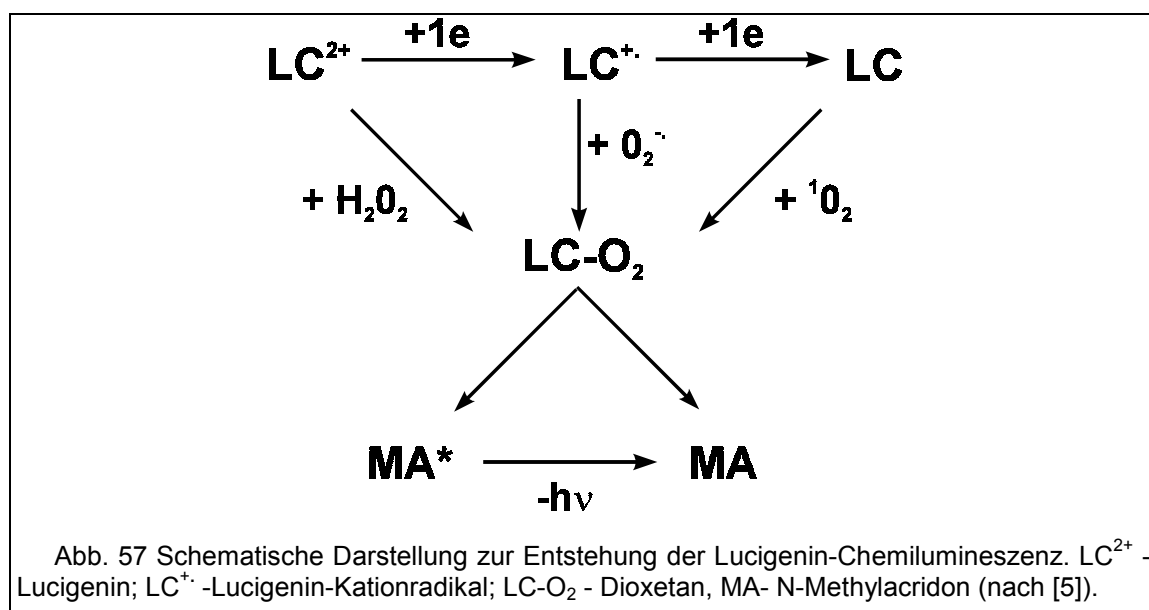 +1e +1e
LC²⁺ LC⁺· LC
+ 0₂⁻·
+ H₂0₂ + ¹0₂
LC-O₂
MA* MA
-hν
Abb. 57 Schematische Darstellung zur Entstehung der Lucigenin-Chemilumineszenz. LC²⁺ -
Lucigenin; LC⁺· -Lucigenin-Kationradikal; LC-O₂ - Dioxetan, MA- N-Methylacridon (nach [5]).